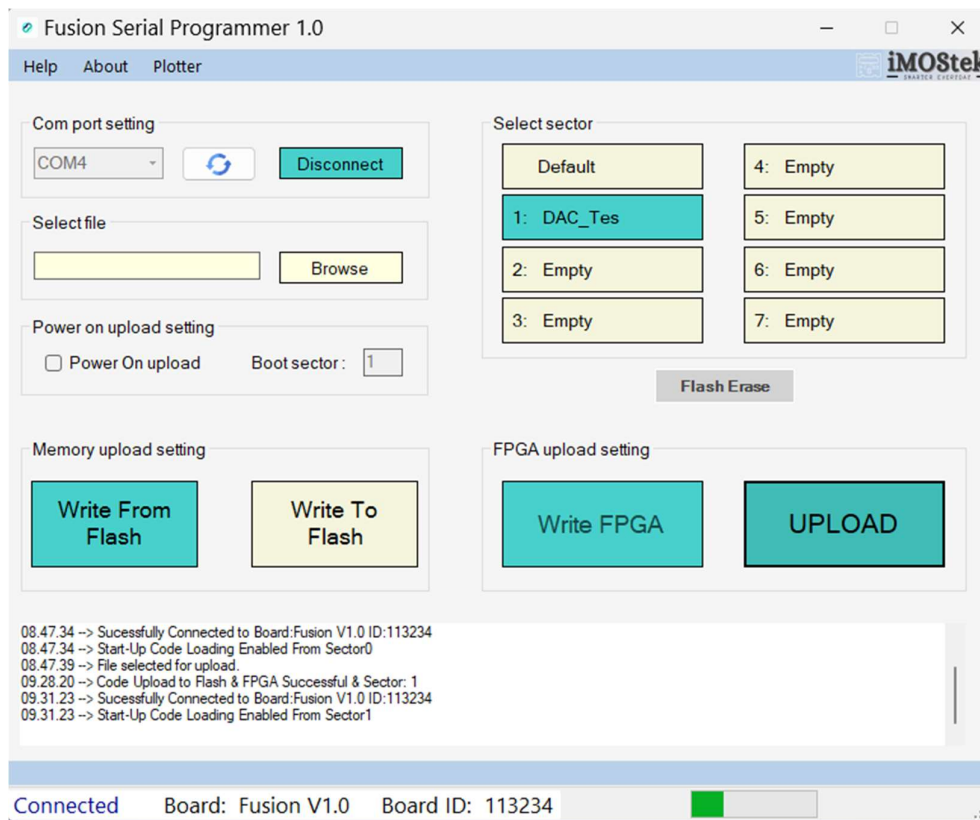 Fusion Serial Programmer 1.0
Help About Plotter
iMOStek
SMARTER EVERYDAY
Com port setting
COM4
Disconnect
Select file
Browse
Power on upload setting
Power On upload Boot sector : 1
Select sector
Default
1: DAC_Tes
2: Empty
3: Empty
4: Empty
5: Empty
6: Empty
7: Empty
Flash Erase
Memory upload setting
Write From
Flash
Write To
Flash
FPGA upload setting
Write FPGA
UPLOAD
08.47.34 --> Sucessfully Connected to Board:Fusion V1.0 ID:113234
08.47.34 --> Start-Up Code Loading Enabled From Sector0
08.47.39 --> File selected for upload.
09.28.20 --> Code Upload to Flash & FPGA Successful & Sector: 1
09.31.23 --> Sucessfully Connected to Board:Fusion V1.0 ID:113234
09.31.23 --> Start-Up Code Loading Enabled From Sector1
Connected Board: Fusion V1.0 Board ID: 113234